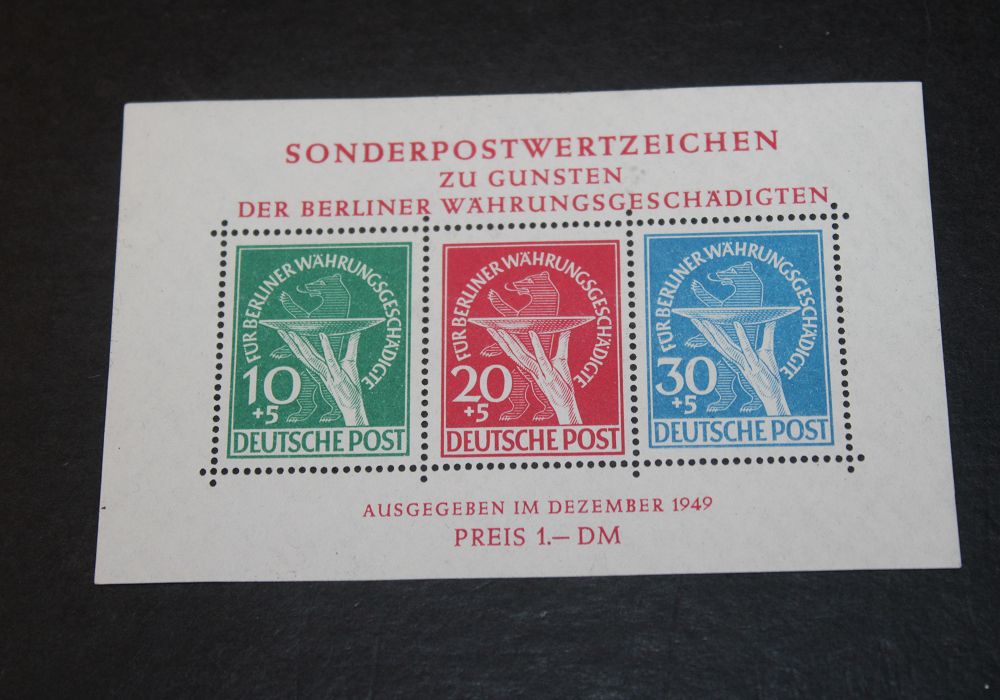 SONDERPOSTWERTZEICHEN
ZU GUNSTEN
DER BERLINER WÄHRUNGSGESCHÄDIGTEN
FÜR BERLINER WÄHRUNGSGESCHÄDIGTE
10
+5
DEUTSCHE POST
FÜR BERLINER WÄHRUNGSGESCHÄDIGTE
20
+5
DEUTSCHE POST
FÜR BERLINER WÄHRUNGSGESCHÄDIGTE
30
+5
DEUTSCHE POST
AUSGEGEBEN IM DEZEMBER 1949
PREIS 1.— DM